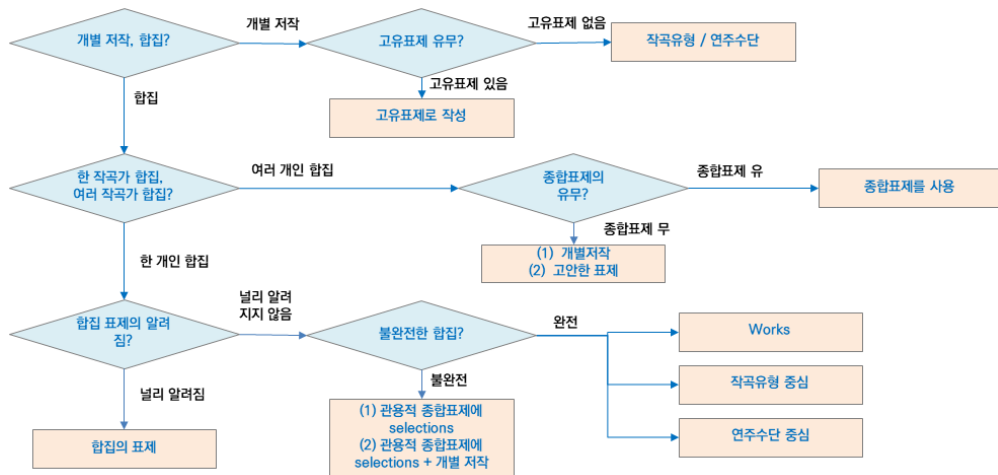 개별 저작
고유표제 없음
개별 저작, 합집?
고유표제 유무?
작곡유형 / 연주수단
고유표제 있음
합집
고유표제로 작성
여러 개인 합집
종합표제 유
한 작곡가 합집,
여러 작곡가 합집?
종합표제의
유무?
종합표제를 사용
종합표제 무
(1) 개별저작
(2) 고안한 표제
한 개인 합집
널리 알려
지지 않음
완전
합집 표제의 알려
짐?
불완전한 합집?
Works
불완전
작곡유형 중심
널리 알려짐
(1) 관용적 종합표제에
selections
(2) 관용적 종합표제에
selections + 개별 저작
합집의 표제
연주수단 중심